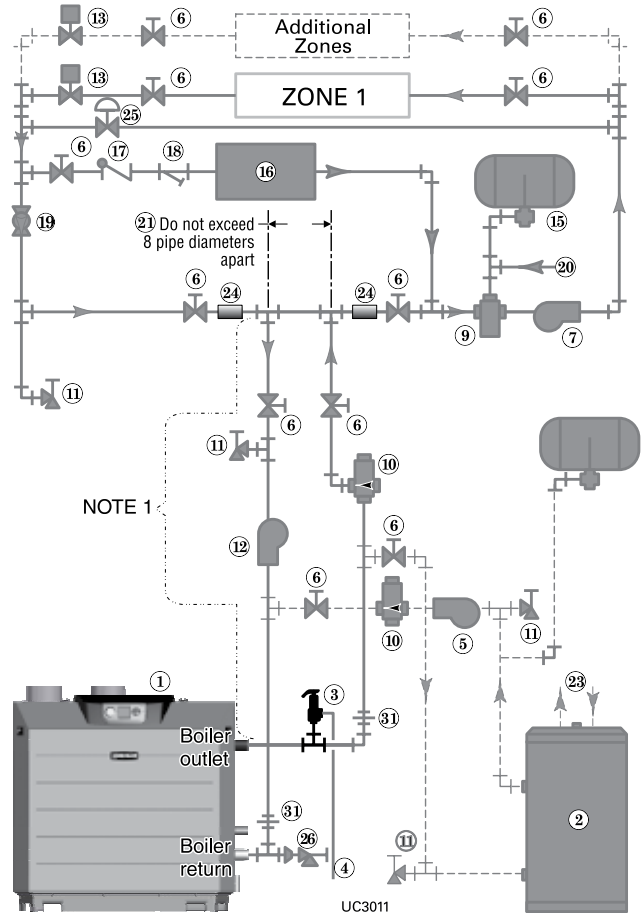 13 6 Additional Zones 6
13 6 ZONE 1 6
25
6 17 18 16
15
19
21 Do not exceed
8 pipe diameters
apart
20
6 24 24 6
9 7
11
6 6
11
10
NOTE 1
12
6
6
10 5 11
1 3 23
31
Boiler
outlet
31
2
26
Boiler
return
4
11
UC3011